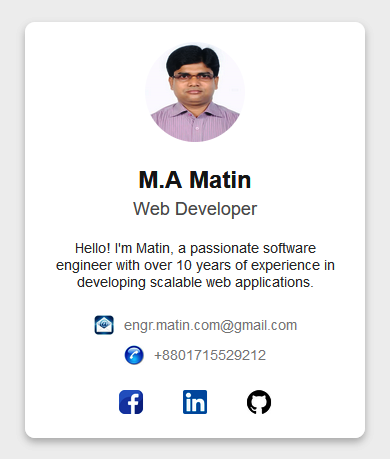 M.A Matin
Web Developer
Hello! I'm Matin, a passionate software
engineer with over 10 years of experience in
developing scalable web applications.
engr.matin.com@gmail.com
+8801715529212